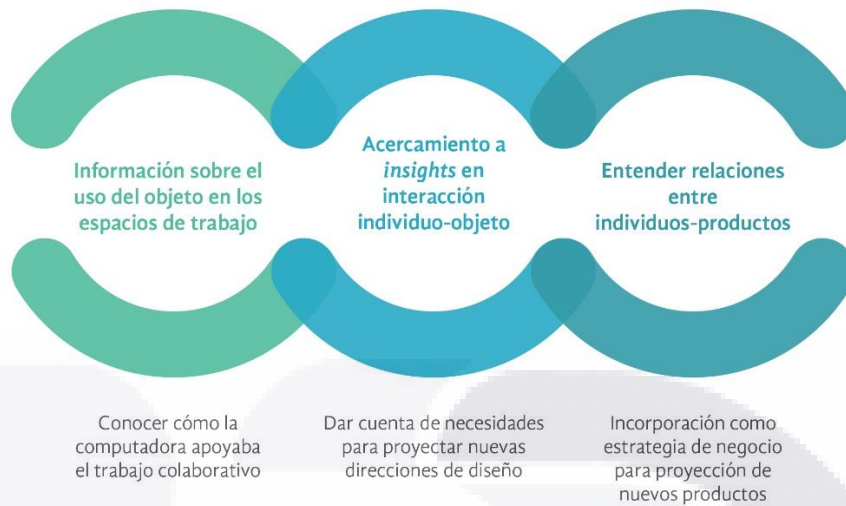 Información sobre el
uso del objeto en los
espacios de trabajo
Acercamiento a
insights en
interacción
individuo-objeto
Entender relaciones
entre
individuos-productos
Conocer cómo la
computadora apoyaba
el trabajo colaborativo
Dar cuenta de necesidades
para proyectar nuevas
direcciones de diseño
Incorporación como
estrategia de negocio
para proyección de
nuevos productos